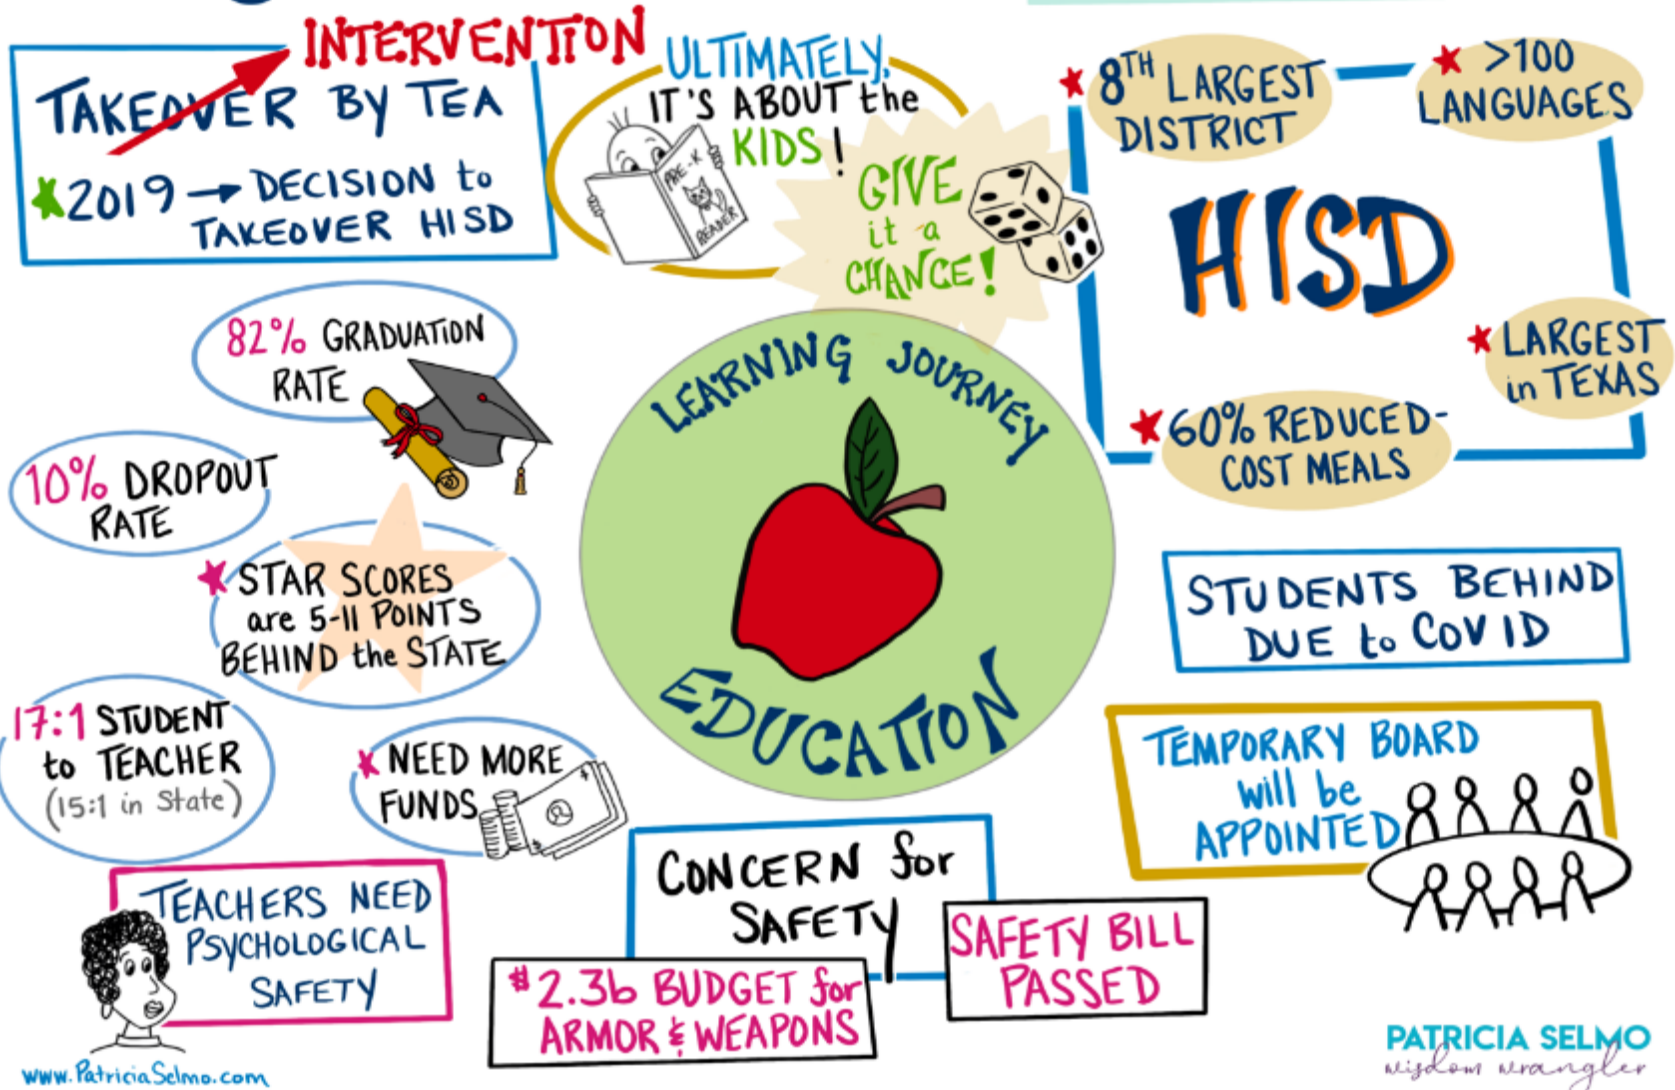 INTERVENTION
TAKEOVER BY TEA
2019 → DECISION to
TAKEOVER HISD
ULTIMATELY,
IT'S ABOUT the
KIDS!
PRE-K
READER
GIVE
it a
CHANCE!
8TH LARGEST
DISTRICT
>100
LANGUAGES
HISD
LARGEST
in TEXAS
60% REDUCED-
COST MEALS
82% GRADUATION
RATE
10% DROPOUT
RATE
STAR SCORES
are 5-11 POINTS
BEHIND the STATE
17:1 STUDENT
to TEACHER
(15:1 in State)
NEED MORE
FUNDS
LEARNING JOURNEY
EDUCATION
STUDENTS BEHIND
DUE to COVID
TEMPORARY BOARD
will be
APPOINTED
TEACHERS NEED
PSYCHOLOGICAL
SAFETY
CONCERN for
SAFETY
$2.3b BUDGET for
ARMOR & WEAPONS
SAFETY BILL
PASSED
www.PatriciaSelmo.com
PATRICIA SELMO
wisdom wrangler